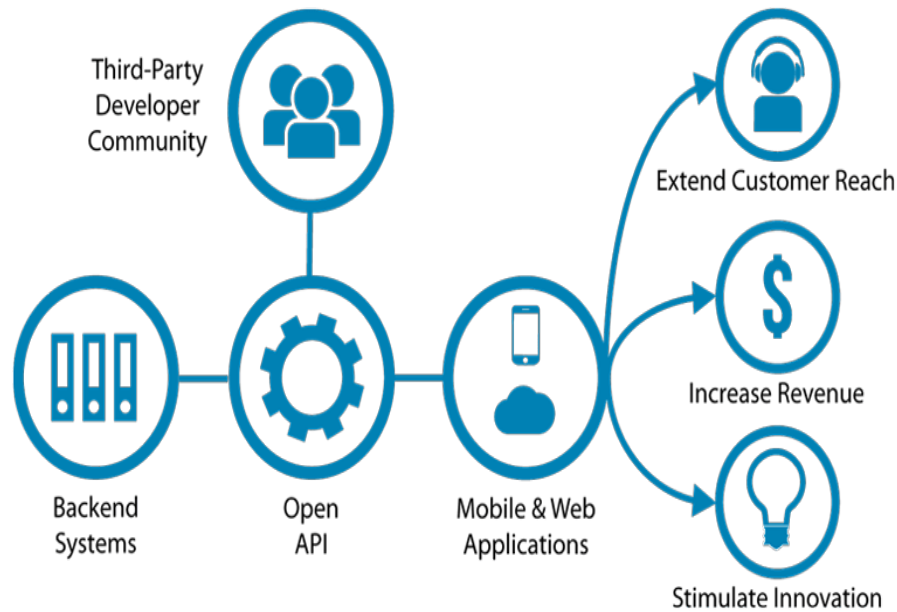 Third-Party
Developer
Community
Extend Customer Reach
$
Increase Revenue
Backend
Systems
Open
API
Mobile & Web
Applications
Stimulate Innovation